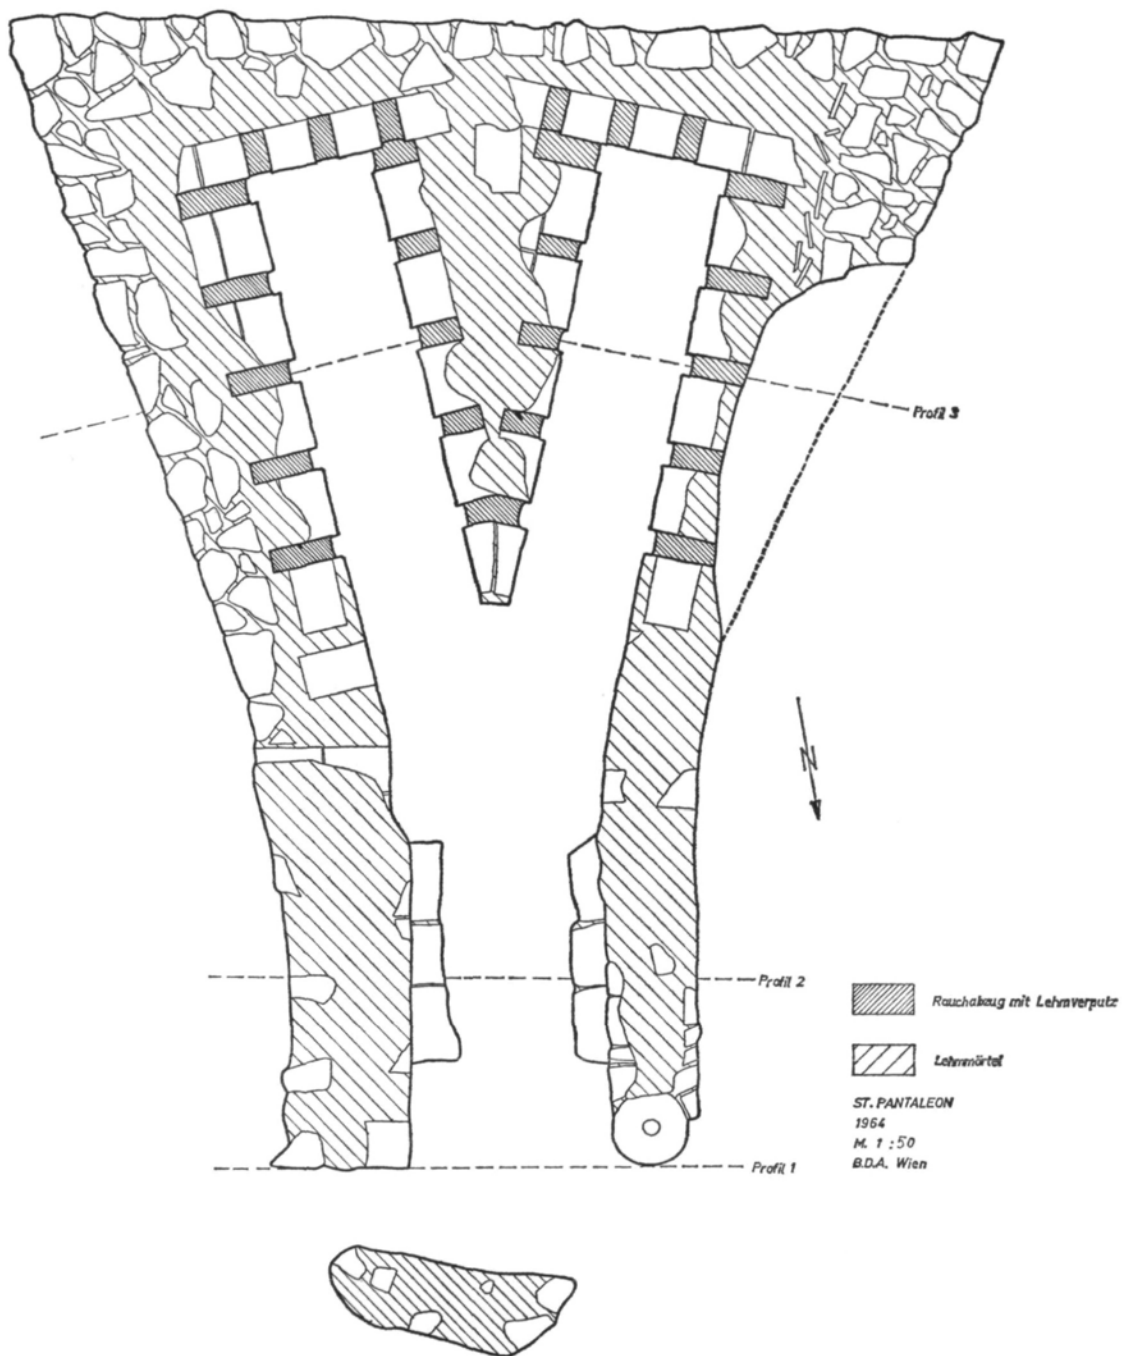 Profil 3
N
Profil 2
Rauchabzug mit Lehmverputz
Lehmmörtel
ST. PANTALEON
1964
M. 1 : 50
B.D.A. Wien
Profil 1